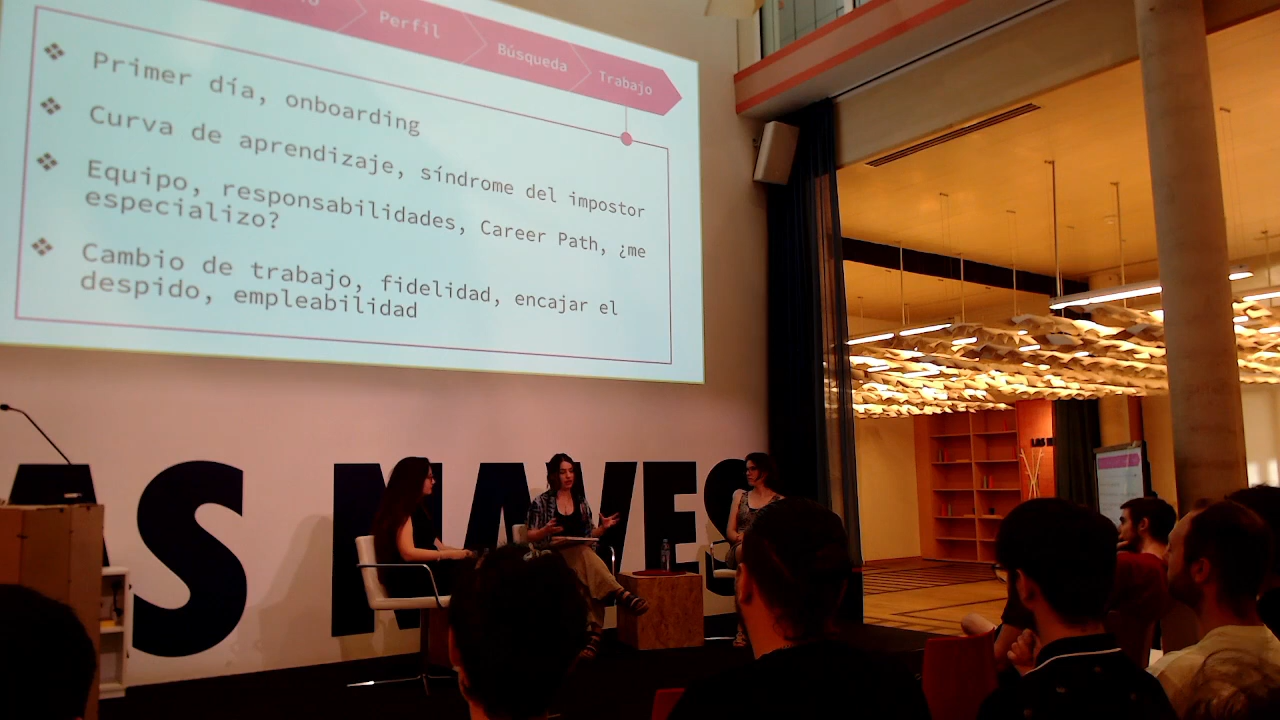 Perfil
Búsqueda
Trabajo
❖ Primer día, onboarding
❖ Curva de aprendizaje, síndrome del impostor
❖ Equipo, responsabilidades, Career Path, ¿me
especializo?
❖ Cambio de trabajo, fidelidad, encajar el
despido, empleabilidad
AS NAVES